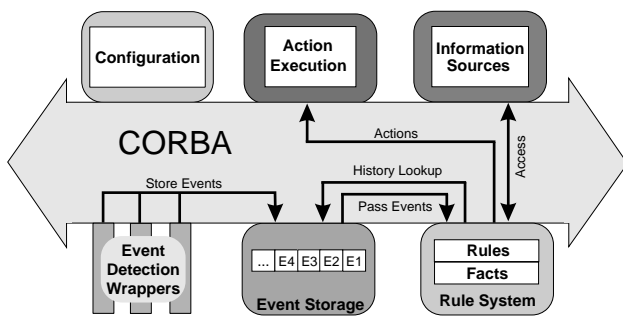 Configuration
Action
Execution
Information
Sources
CORBA
Actions
Access
History Lookup
Store Events
Pass Events
Event
Detection
Wrappers
... E4 E3 E2 E1
Event Storage
Rules
Facts
Rule System